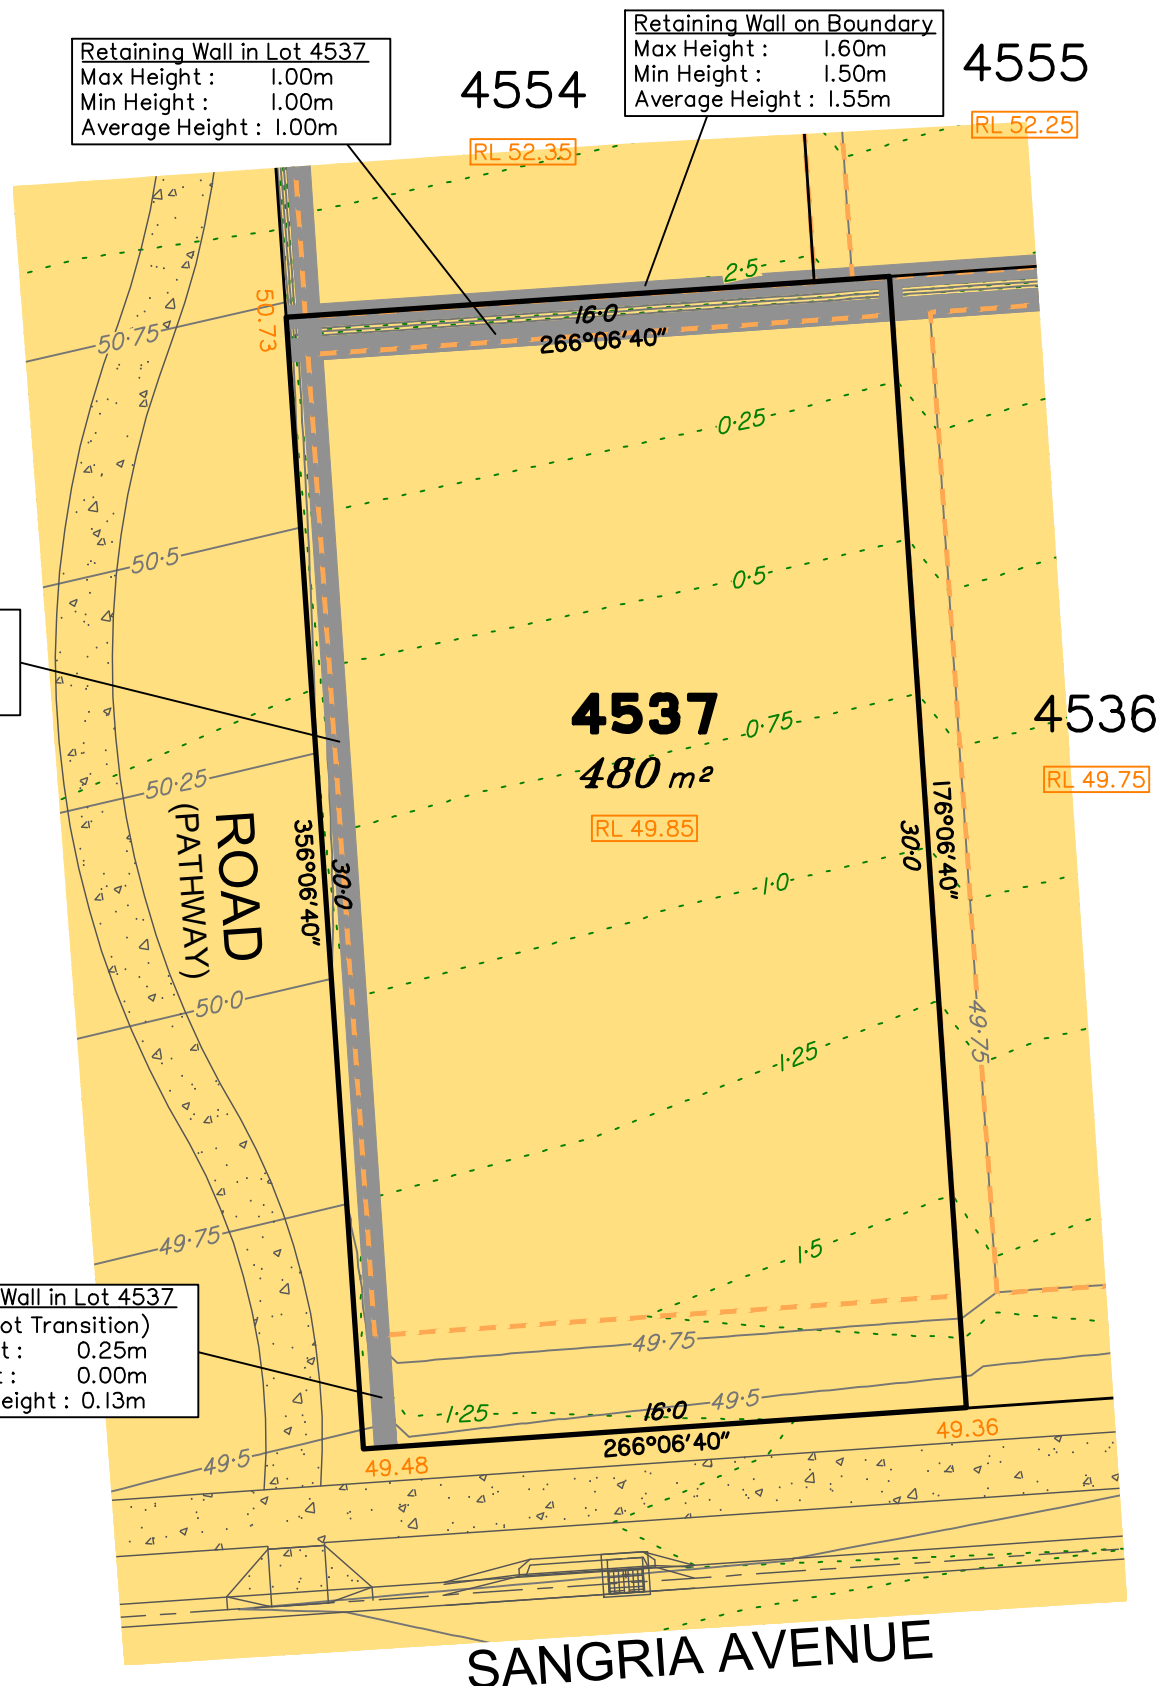 Retaining Wall in Lot 4537
Max Height : 1.00m
Min Height : 1.00m
Average Height : 1.00m
Retaining Wall on Boundary
Max Height : 1.60m
Min Height : 1.50m
Average Height : 1.55m
4554
RL 52.35
4555
RL 52.25
2·5
50.73
50·75
16·0
266°06'40"
0·25
50·5
0·5
4537
480 m²
RL 49.85
0·75
4536
RL 49.75
50·25
ROAD
(PATHWAY)
356°06'40"
30·0
30·0
176°06'40"
1·0
50·0
49·75
1·25
49·75
1·5
Wall in Lot 4537
ot Transition)
t : 0.25m
t : 0.00m
eight : 0.13m
49·75
49·5
1·25
16·0
266°06'40"
49.36
49·5
49.48
SANGRIA AVENUE